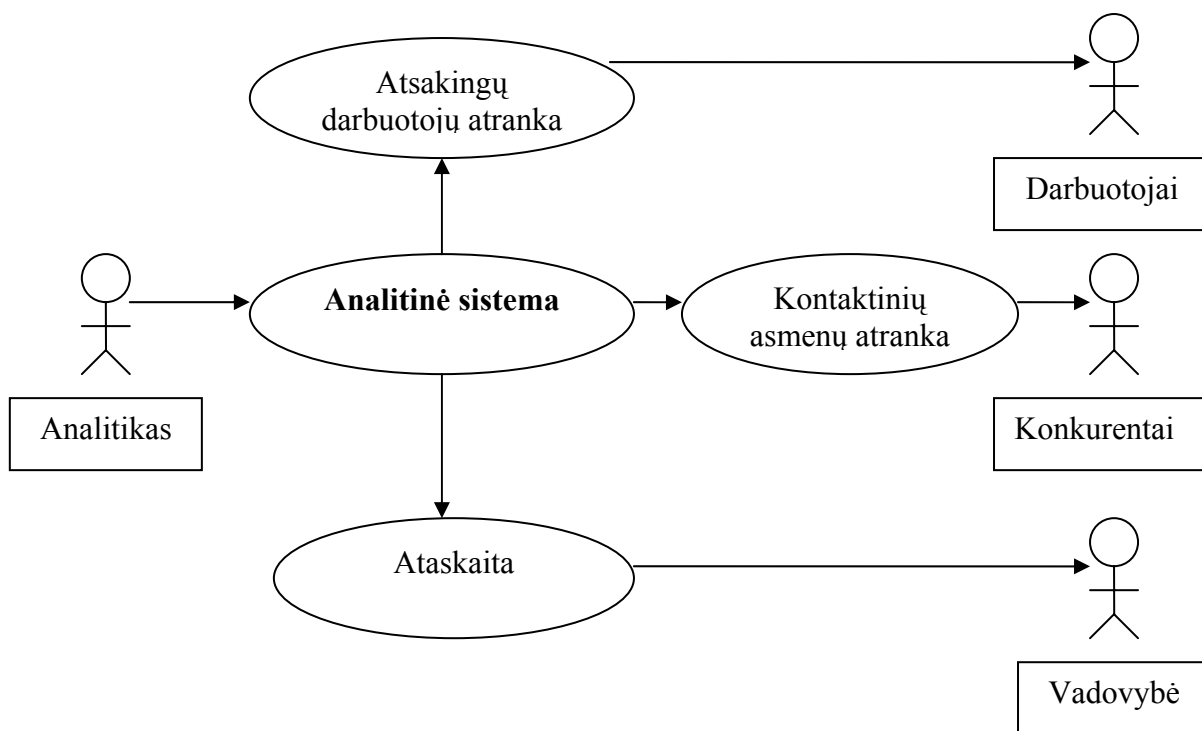 Atsakingų
darbuotojų atranka
Darbuotojai
Analitinė sistema
Kontaktinių
asmenų atranka
Analitikas
Konkurentai
Ataskaita
Vadovybė